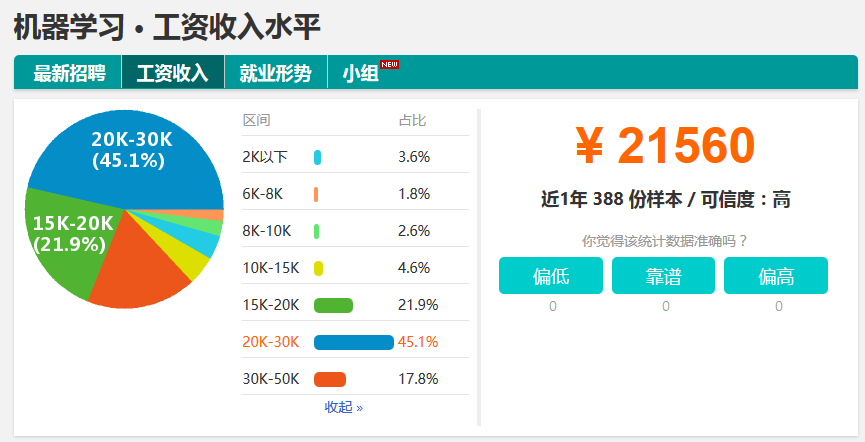 机器学习 • 工资收入水平
最新招聘 工资收入 就业形势 小组 NEW
20K-30K
(45.1%)
15K-20K
(21.9%)
区间 占比
2K以下 3.6%
6K-8K 1.8%
8K-10K 2.6%
10K-15K 4.6%
15K-20K 21.9%
20K-30K 45.1%
30K-50K 17.8%
收起 »
¥ 21560
近1年 388 份样本 / 可信度：高
你觉得该统计数据准确吗？
偏低 靠谱 偏高
0 0 0